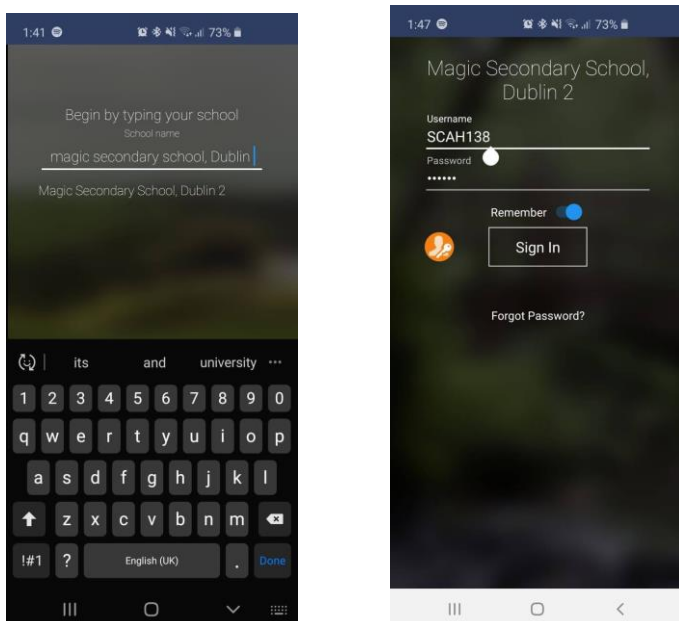 1:41
73%
Begin by typing your school
School name
magic secondary school, Dublin
Magic Secondary School, Dublin 2
its and university ...
1 2 3 4 5 6 7 8 9 0
q w e r t y u i o p
a s d f g h j k l
z x c v b n m
!#1 ? English (UK) . Done
1:47
73%
Magic Secondary School,
Dublin 2
Username
SCAH138
Password
••••••
Remember
Sign In
Forgot Password?